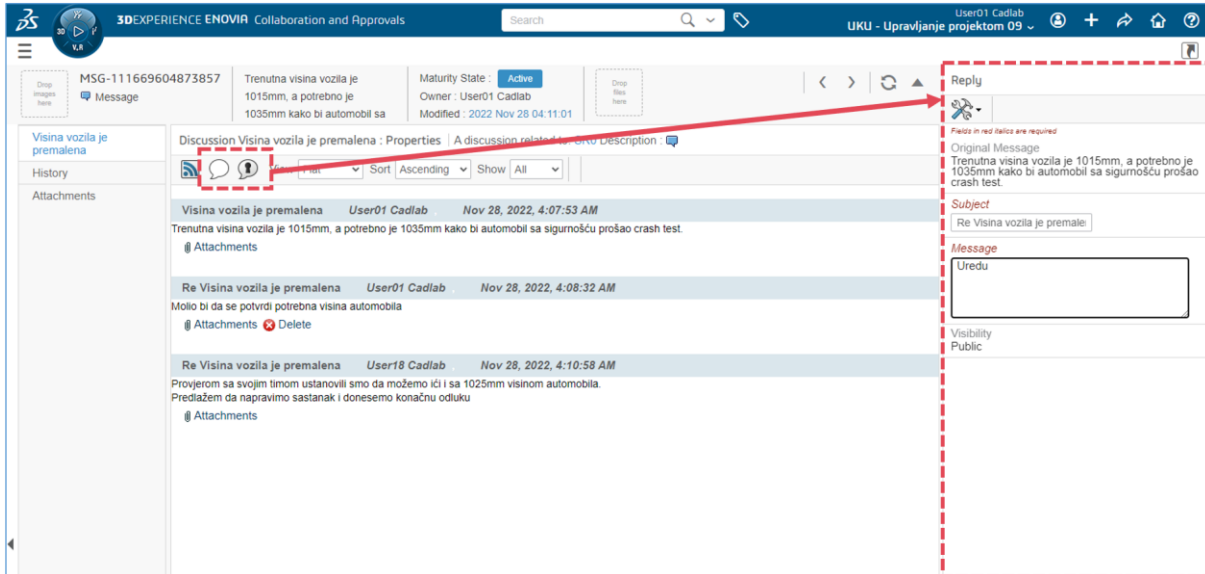 3DEXPERIENCE ENOVIA Collaboration and Approvals
Search
User01 Cadlab
UKU - Upravljanje projektom 09
3D
V,R
Drop images here
MSG-111669604873857
Message
Trenutna visina vozila je
1015mm, a potrebno je
1035mm kako bi automobil sa
Maturity State : Active
Owner : User01 Cadlab
Modified : 2022 Nov 28 04:11:01
Drop files here
Visina vozila je premalena
History
Attachments
Discussion Visina vozila je premalena : Properties A discussion related to Description :
Sort Ascending Show All
Visina vozila je premalena User01 Cadlab Nov 28, 2022, 4:07:53 AM
Trenutna visina vozila je 1015mm, a potrebno je 1035mm kako bi automobil sa sigurnošću prošao crash test.
Attachments
Re Visina vozila je premalena User01 Cadlab Nov 28, 2022, 4:08:32 AM
Molio bi da se potvrdi potrebna visina automobila
Attachments Delete
Re Visina vozila je premalena User18 Cadlab Nov 28, 2022, 4:10:58 AM
Provjerom sa svojim timom ustanovili smo da možemo ići i sa 1025mm visinom automobila.
Predlažem da napravimo sastanak i donesemo konačnu odluku
Attachments
Reply
Fields in red italics are required
Original Message
Trenutna visina vozila je 1015mm, a potrebno je
1035mm kako bi automobil sa sigurnošću prošao
crash test.
Subject
Re Visina vozila je premale
Message
Uredu
Visibility
Public